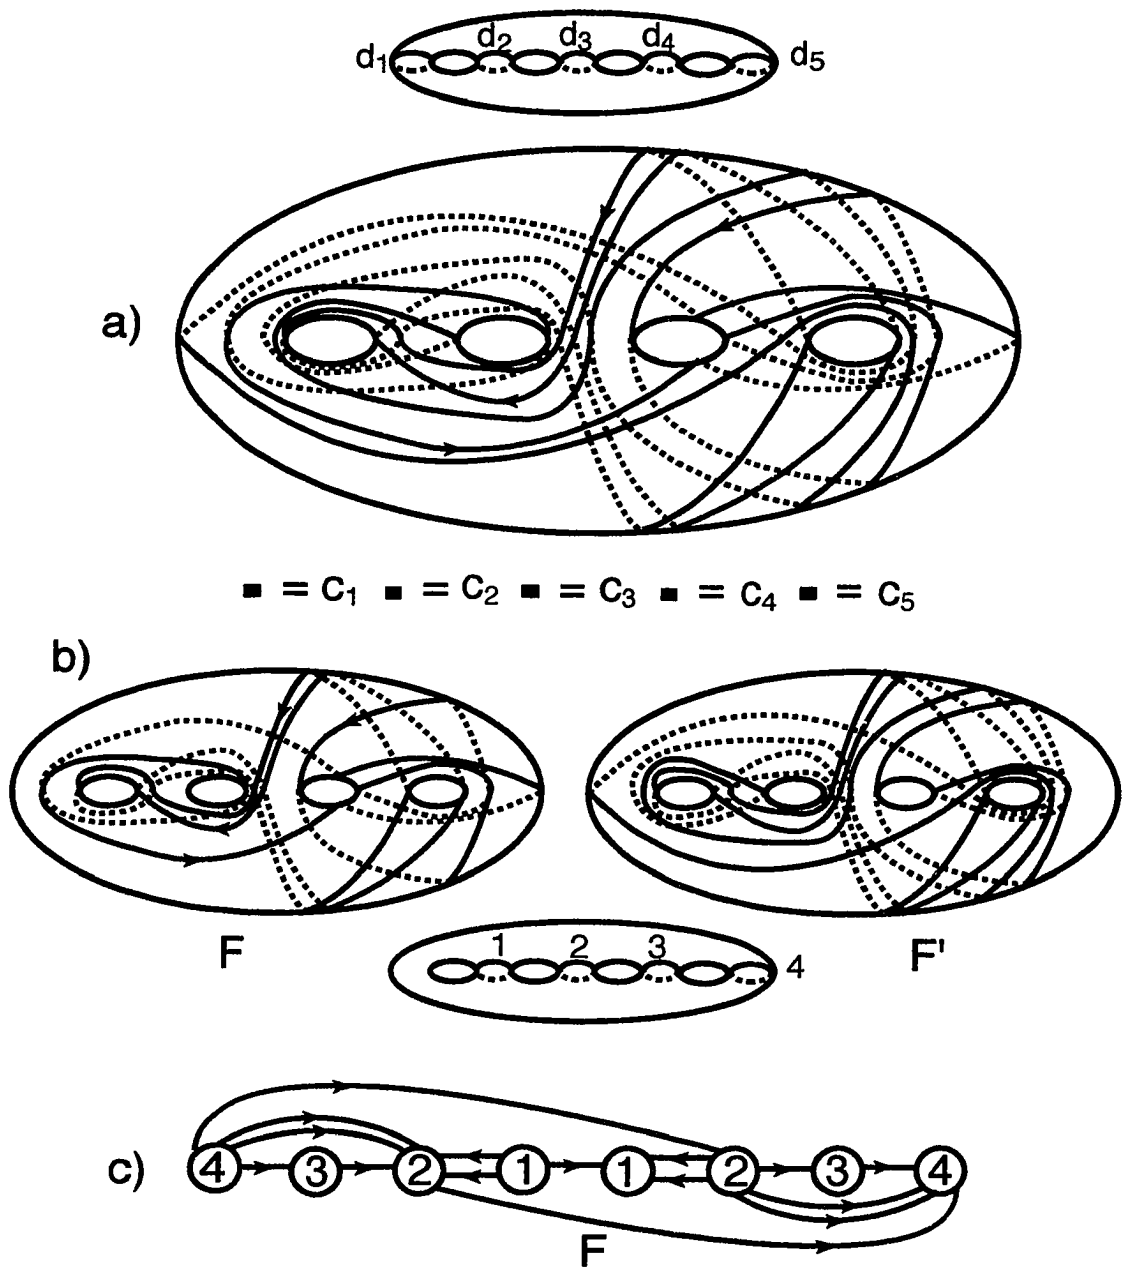 d₁ d₂ d₃ d₄ d₅
a)
■ = c₁ ■ = c₂ ■ = c₃ ■ = c₄ ■ = c₅
b)
F F'
1 2 3 4
c) 4 3 2 1 1 2 3 4
F